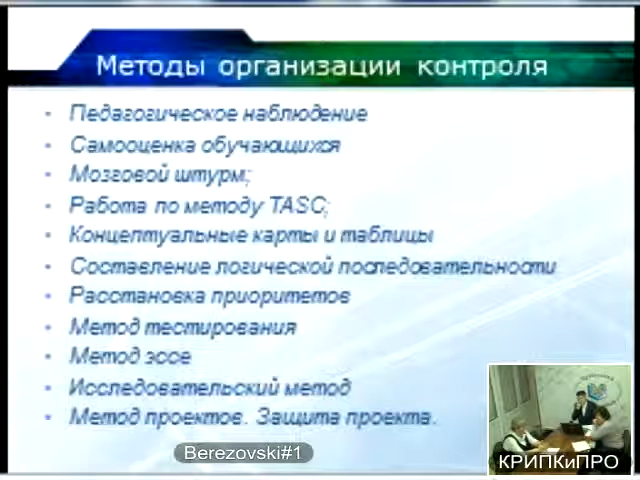 Методы организации контроля
Педагогическое наблюдение
Самооценка обучающихся
Мозговой штурм;
Работа по методу TASC;
Концептуальные карты и таблицы
Составление логической последовательности
Расстановка приоритетов
Метод тестирования
Метод эссе
Исследовательский метод
Метод проектов. Защита проекта.
Berezovski#1
КРИПКиПРО